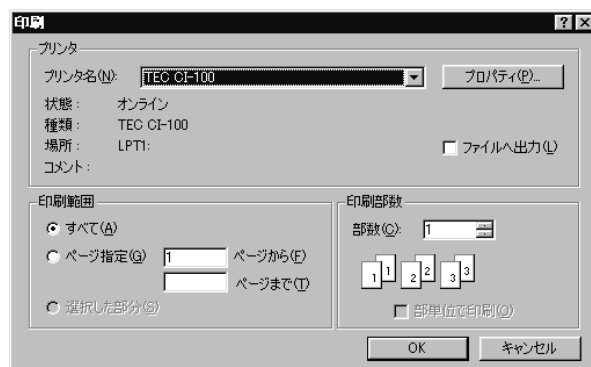 印刷
プリンタ
プリンタ名(N): TEC CI-100 プロパティ(P)...
状態： オンライン
種類： TEC CI-100
場所： LPT1:
ファイルへ出力(L)
コメント：
印刷範囲
すべて(A)
ページ指定(G) 1 ページから(F)
ページまで(T)
選択した部分(S)
印刷部数
部数(C): 1
1 1 2 2 3 3
部単位で印刷(O)
OK キャンセル